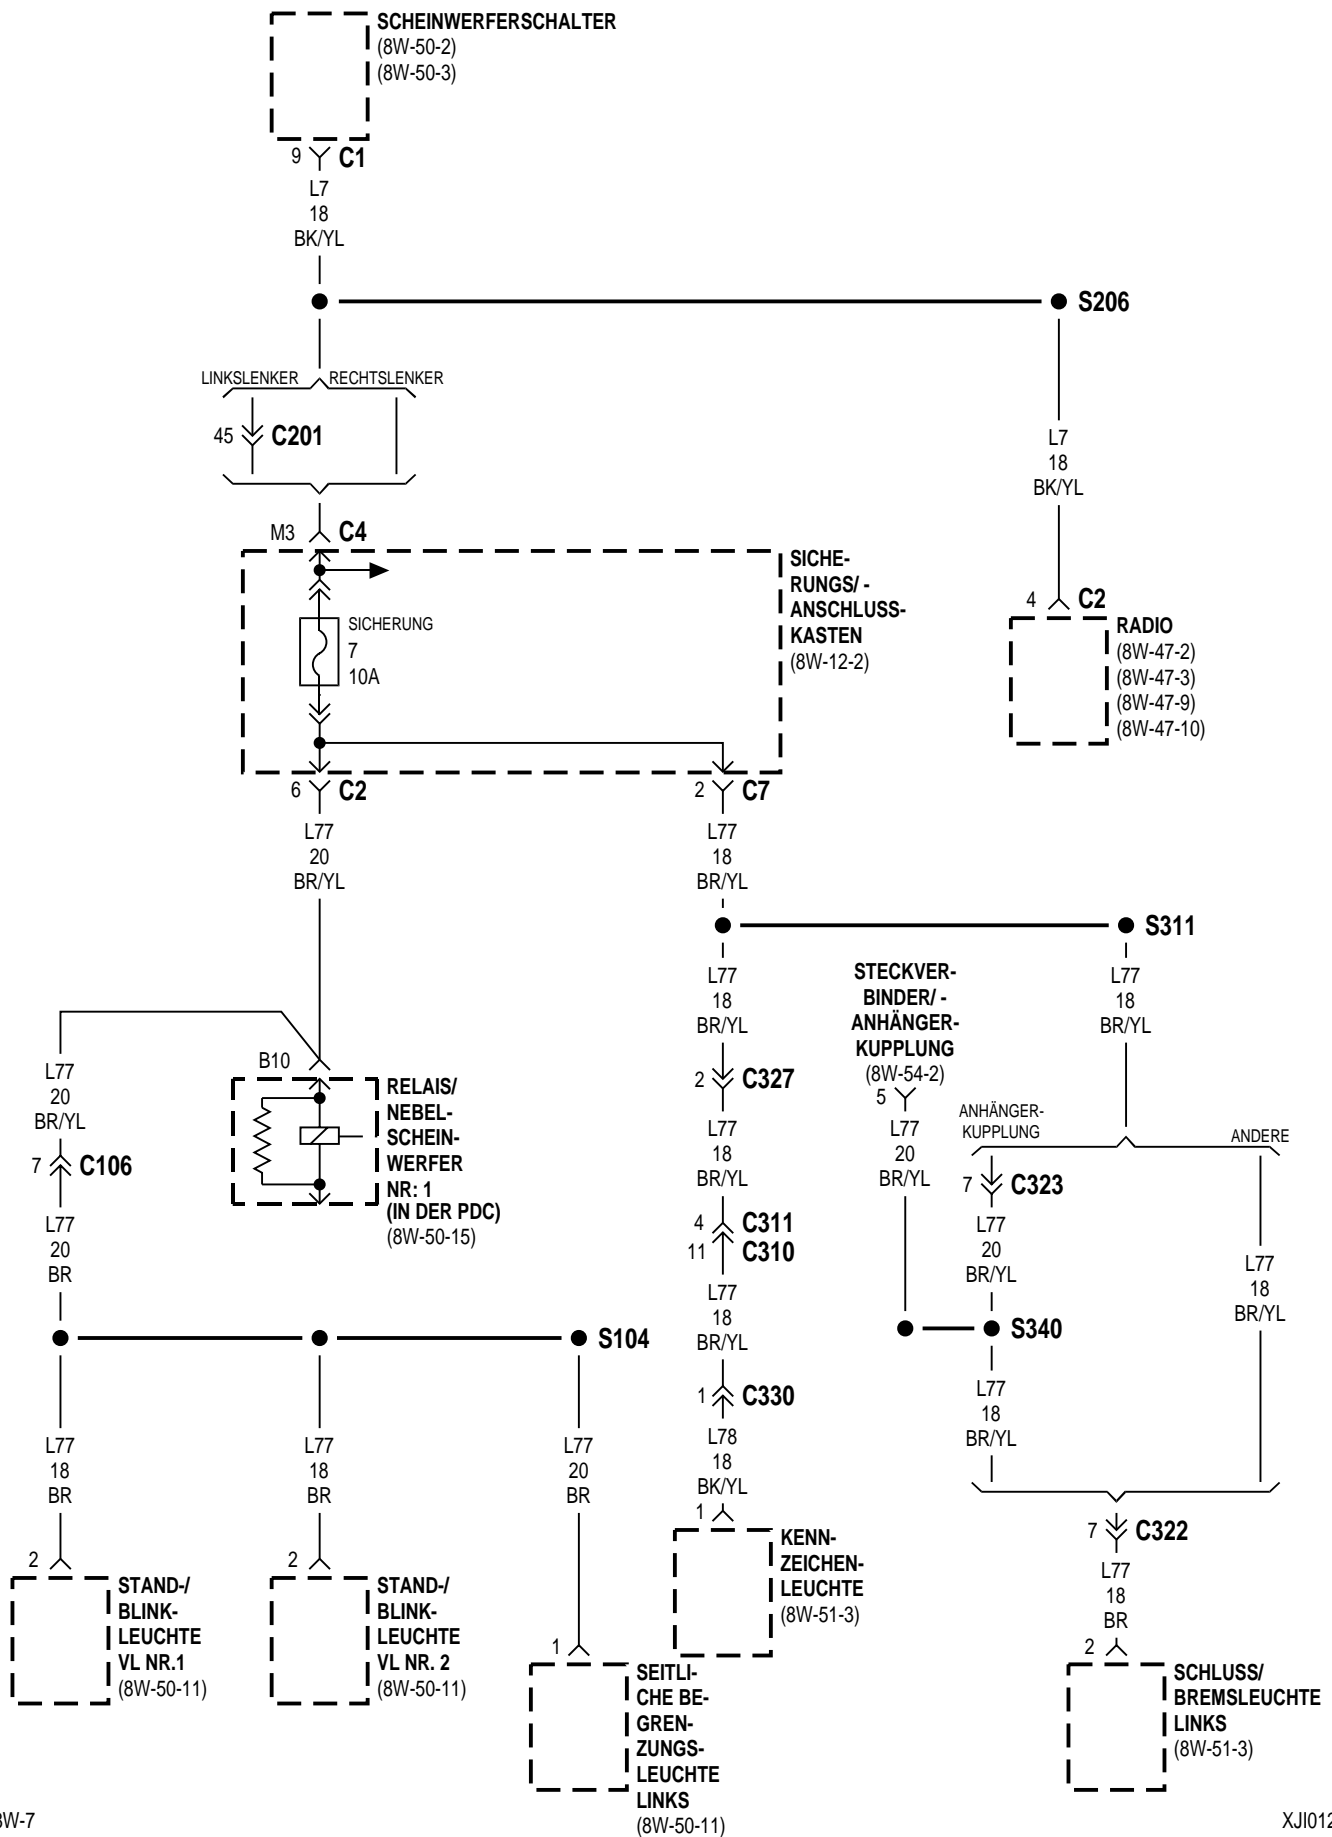 SCHEINWERFERSCHALTER
(8W-50-2)
(8W-50-3)
9 C1
L7
18
BK/YL
S206
LINKSLENKER RECHTSLENKER
45 C201
L7
18
BK/YL
M3 C4
SICHE-
RUNGS/ -
ANSCHLUSS-
KASTEN
(8W-12-2)
SICHERUNG
7
10A
4 C2
RADIO
(8W-47-2)
(8W-47-3)
(8W-47-9)
(8W-47-10)
6 C2
2 C7
L77
20
BR/YL
L77
18
BR/YL
S311
L77
18
BR/YL
STECKVER-
BINDER/ -
ANHÄNGER-
KUPPLUNG
(8W-54-2)
5
L77
20
BR/YL
L77
18
BR/YL
B10
RELAIS/
NEBEL-
SCHEIN-
WERFER
NR: 1
(IN DER PDC)
(8W-50-15)
L77
20
BR/YL
7 C106
L77
20
BR
2 C327
L77
18
BR/YL
4 C311
11 C310
L77
18
BR/YL
1 C330
L78
18
BK/YL
1
KENN-
ZEICHEN-
LEUCHTE
(8W-51-3)
ANHÄNGER-
KUPPLUNG
ANDERE
7 C323
L77
20
BR/YL
S340
L77
18
BR/YL
L77
18
BR/YL
7 C322
L77
18
BR
2
SCHLUSS/
BREMSLEUCHTE
LINKS
(8W-51-3)
S104
L77
18
BR
L77
18
BR
L77
20
BR
2
STAND-/
BLINK-
LEUCHTE
VL NR.1
(8W-50-11)
2
STAND-/
BLINK-
LEUCHTE
VL NR. 2
(8W-50-11)
1
SEITLI-
CHE BE-
GREN-
ZUNGS-
LEUCHTE
LINKS
(8W-50-11)
8W-7
XJI012